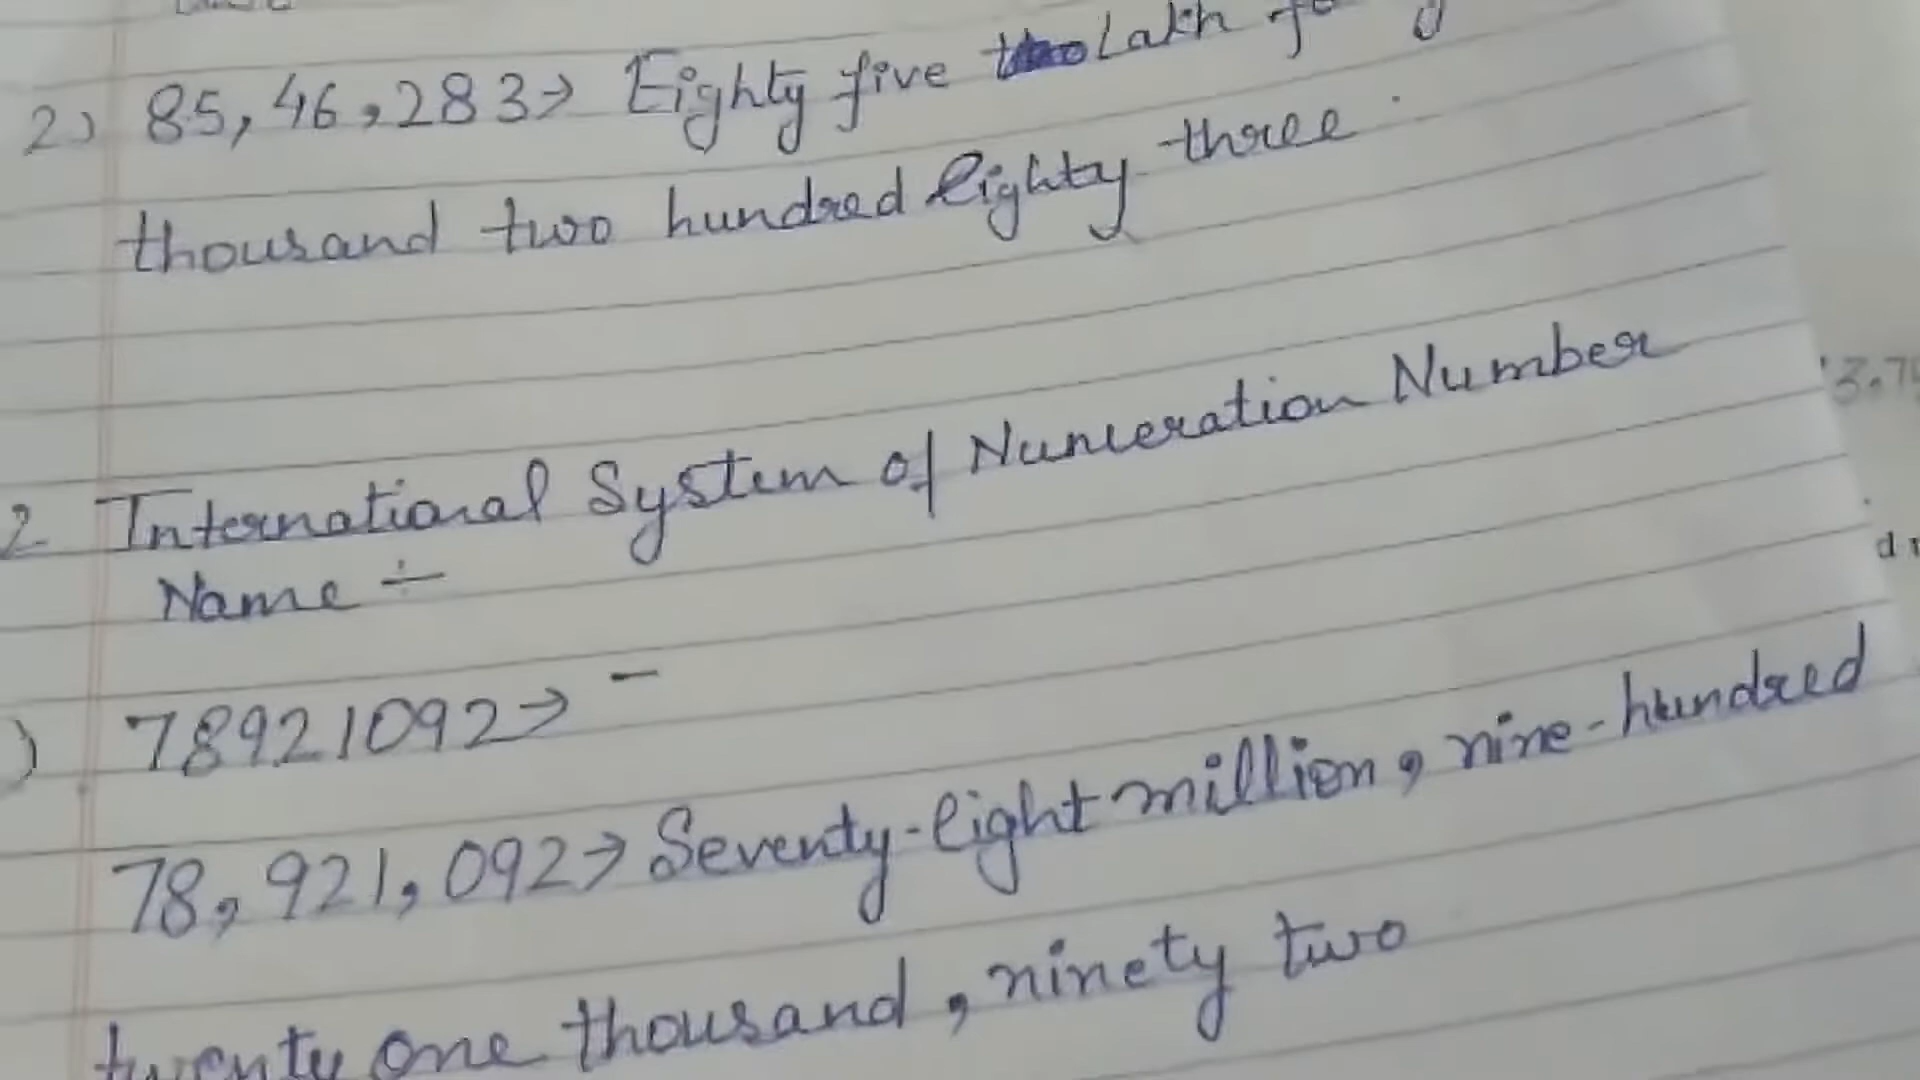 2) 85,46,283→ Eighty five Lakh
thousand two hundred Eighty three.
2 International System of Numeration Number
Name ÷
) 78921092→ -
78,921,092→ Seventy-Eight million, nine-hundred
twenty one thousand, ninety two